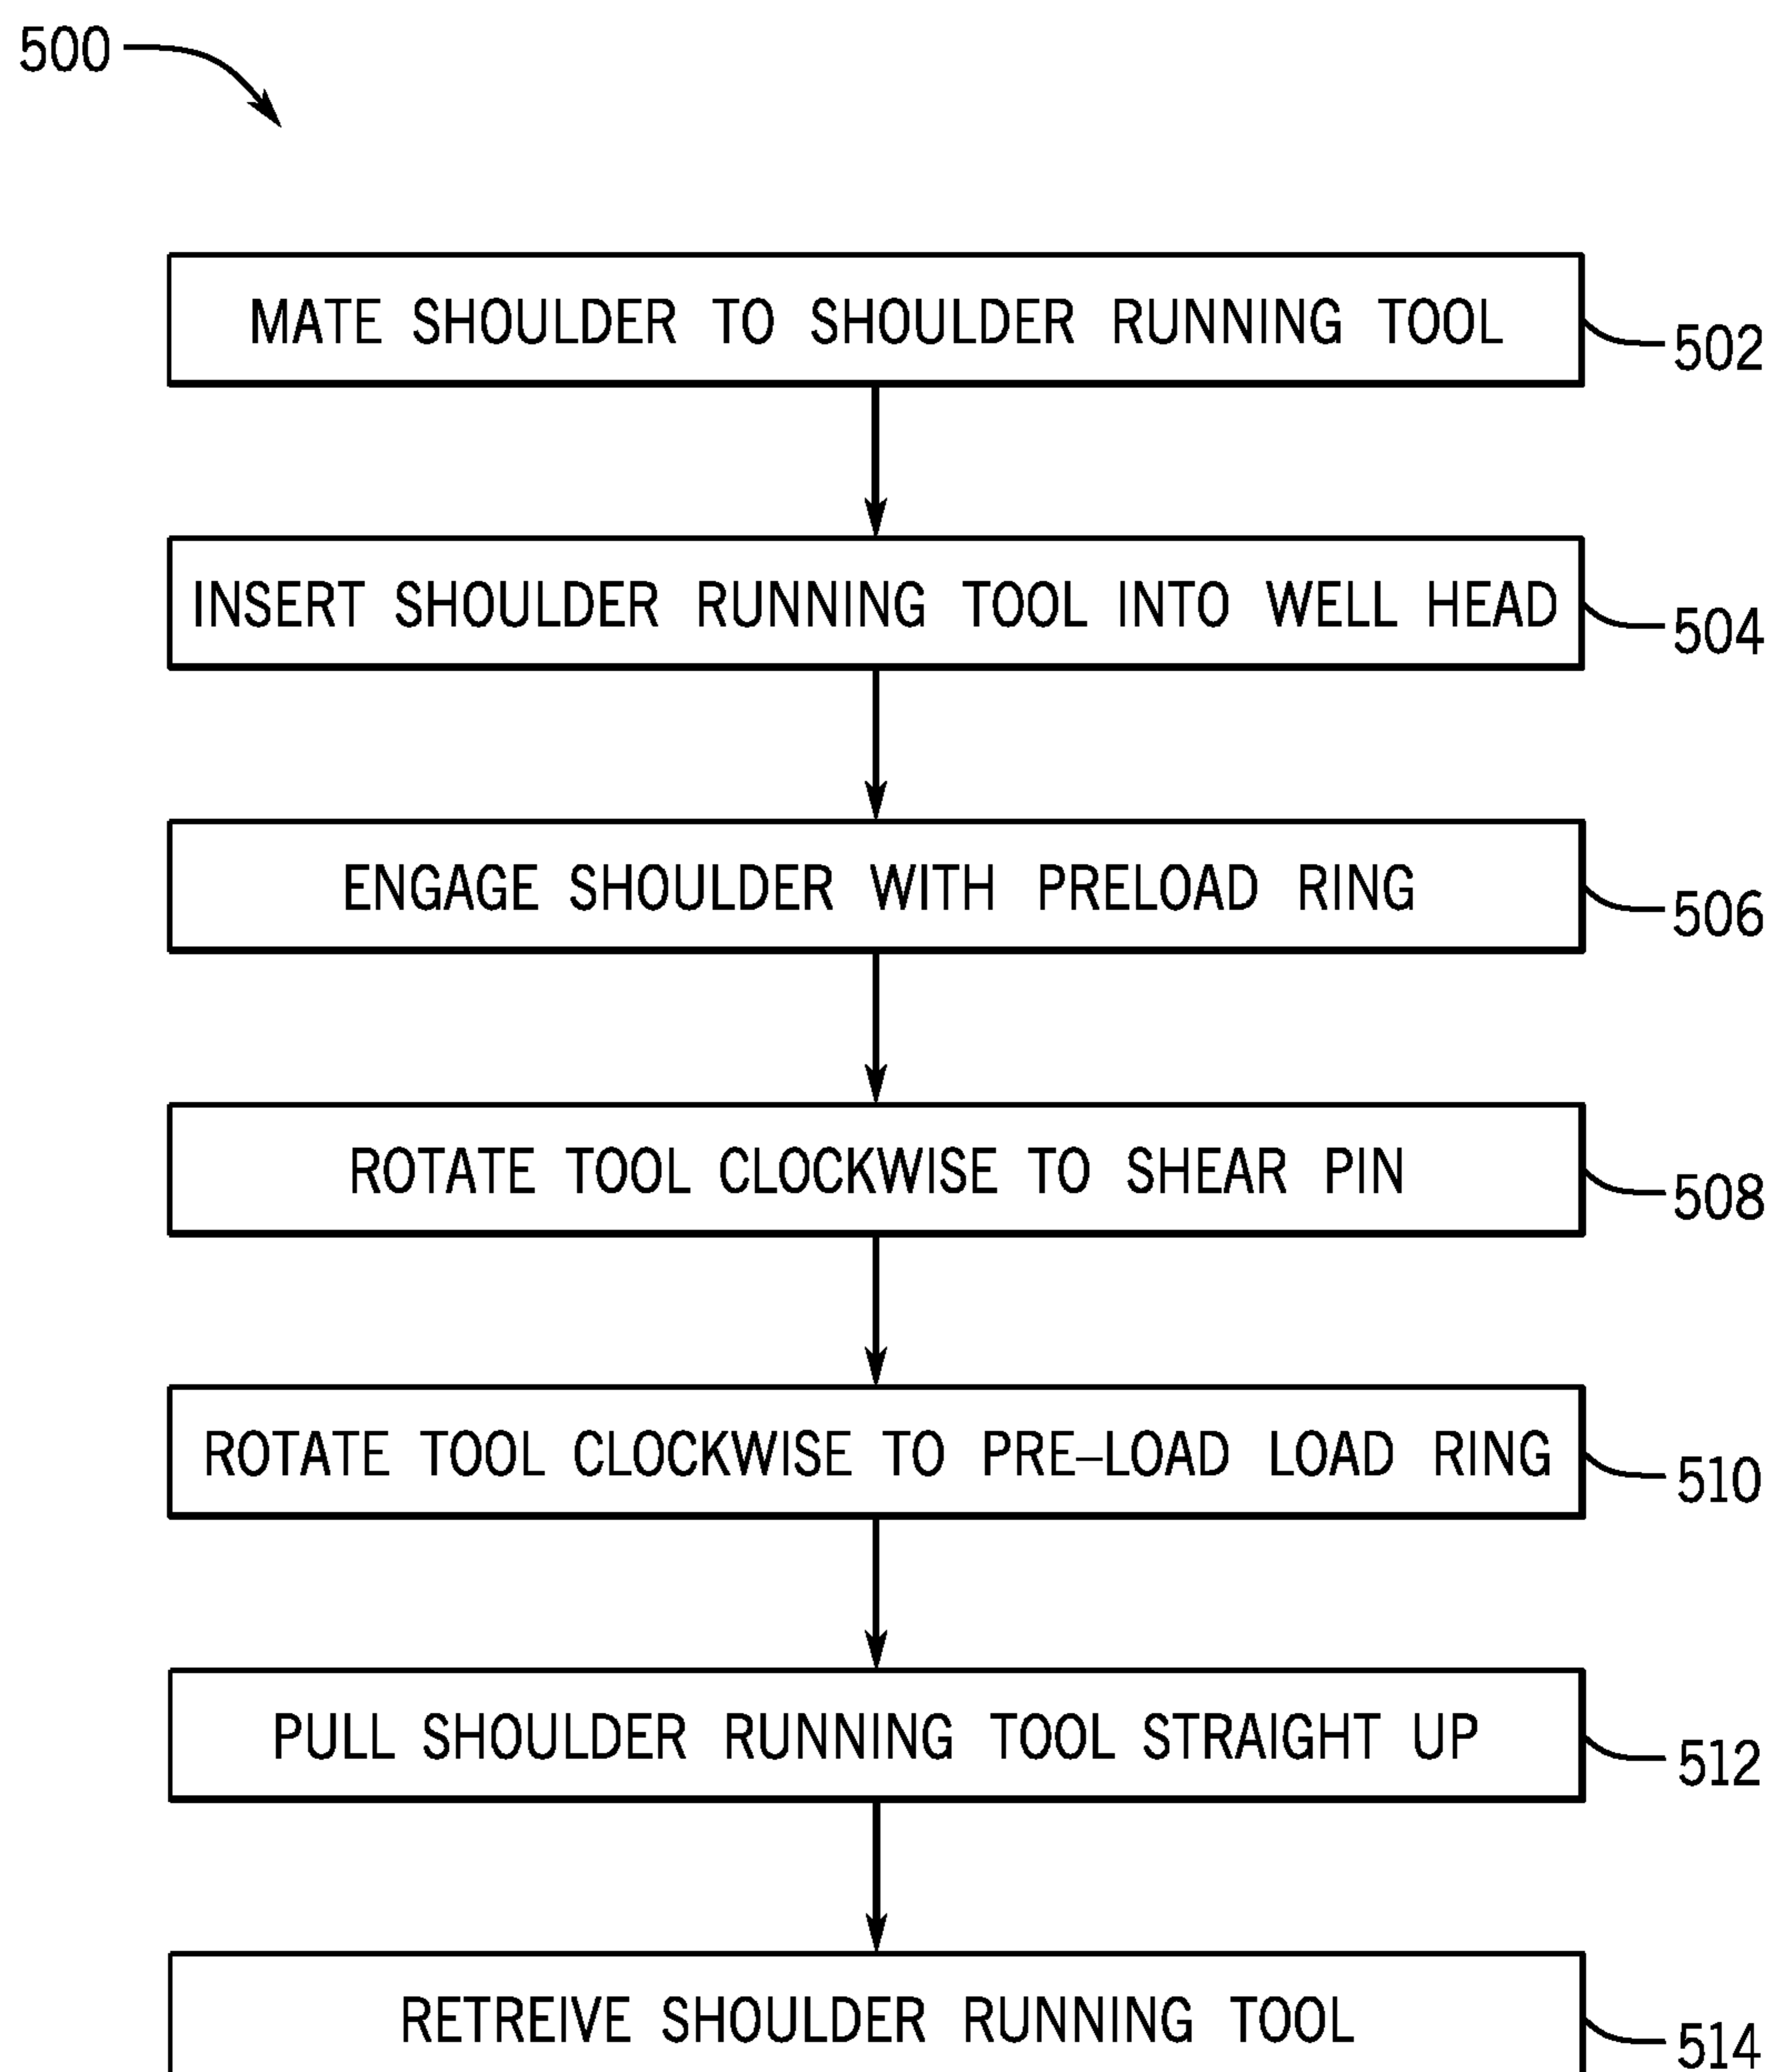 500
MATE SHOULDER TO SHOULDER RUNNING TOOL
502
INSERT SHOULDER RUNNING TOOL INTO WELL HEAD
504
ENGAGE SHOULDER WITH PRELOAD RING
506
ROTATE TOOL CLOCKWISE TO SHEAR PIN
508
ROTATE TOOL CLOCKWISE TO PRE–LOAD LOAD RING
510
PULL SHOULDER RUNNING TOOL STRAIGHT UP
512
RETREIVE SHOULDER RUNNING TOOL
514